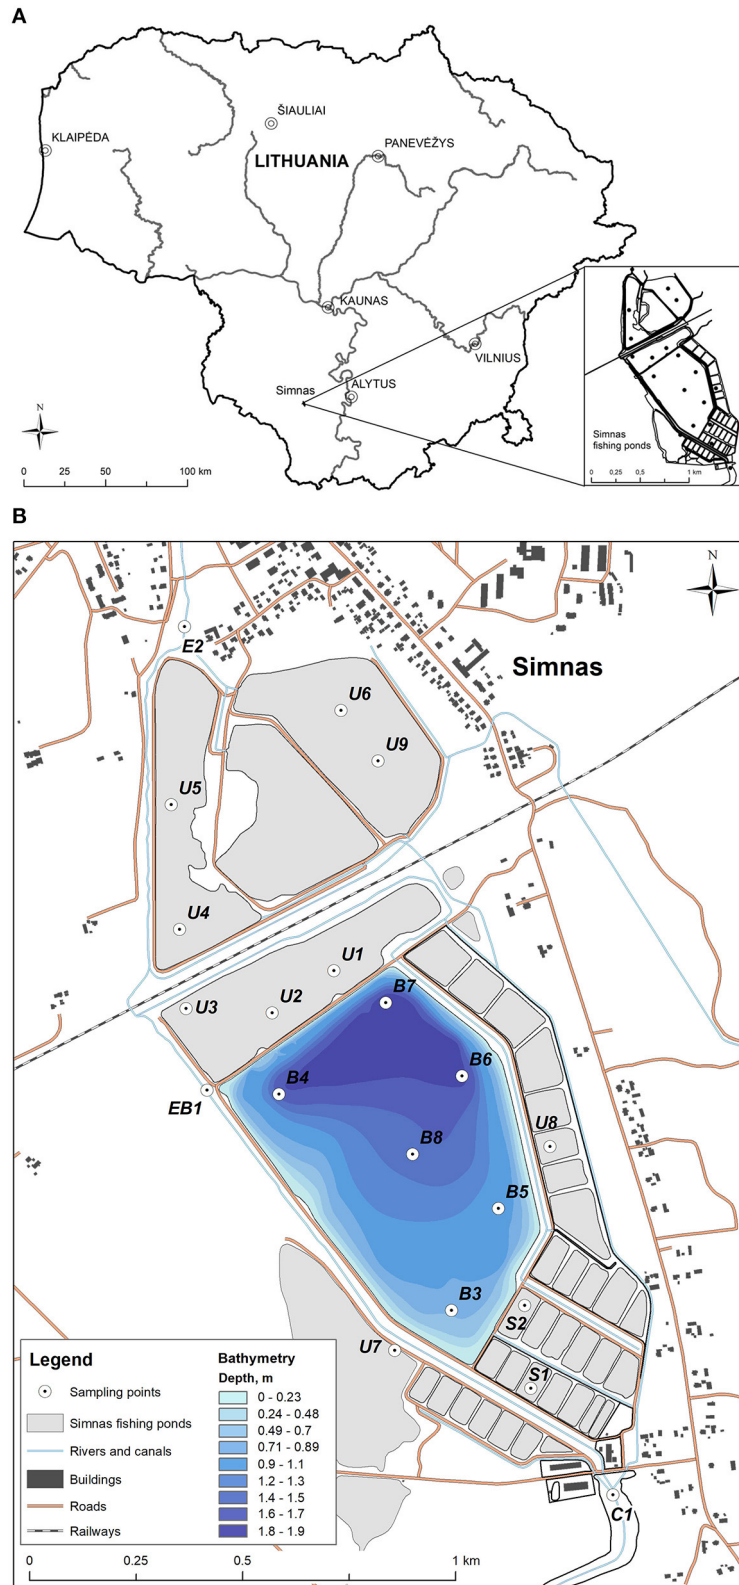 A
ŠIAULIAI
KLAIPĖDA
PANEVĖŽYS
LITHUANIA
KAUNAS
VILNIUS
ALYTUS
Simnas
N
0 25 50 100 km
Simnas
fishing ponds
0 0,25 0,5 1 km
B
N
E2
Simnas
U6
U9
U5
U4
U1
U3
U2
B7
B6
B4
EB1
B8
U8
B5
B3
S2
U7
S1
C1
Legend
Sampling points
Simnas fishing ponds
Rivers and canals
Buildings
Roads
Railways
Bathymetry
Depth, m
0 - 0.23
0.24 - 0.48
0.49 - 0.7
0.71 - 0.89
0.9 - 1.1
1.2 - 1.3
1.4 - 1.5
1.6 - 1.7
1.8 - 1.9
0 0.5 1 km